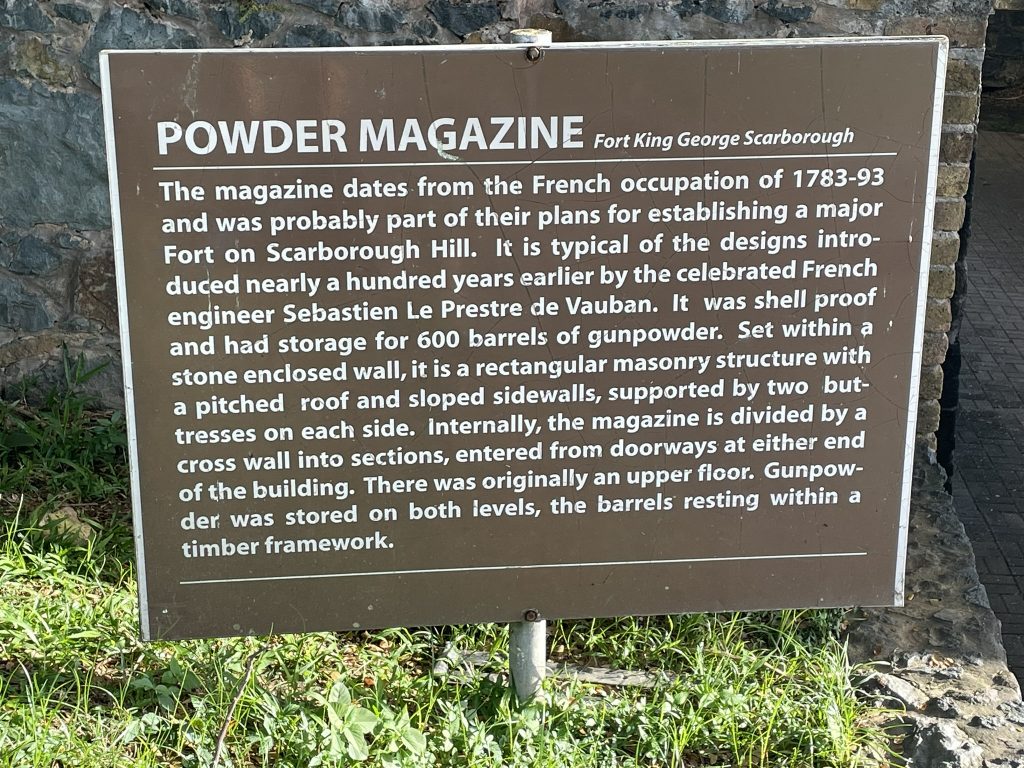 POWDER MAGAZINE Fort King George Scarborough
The magazine dates from the French occupation of 1783-93
and was probably part of their plans for establishing a major
Fort on Scarborough Hill. It is typical of the designs intro-
duced nearly a hundred years earlier by the celebrated French
engineer Sebastien Le Prestre de Vauban. It was shell proof
and had storage for 600 barrels of gunpowder. Set within a
stone enclosed wall, it is a rectangular masonry structure with
a pitched roof and sloped sidewalls, supported by two but-
tresses on each side. Internally, the magazine is divided by a
cross wall into sections, entered from doorways at either end
of the building. There was originally an upper floor. Gunpow-
der was stored on both levels, the barrels resting within a
timber framework.